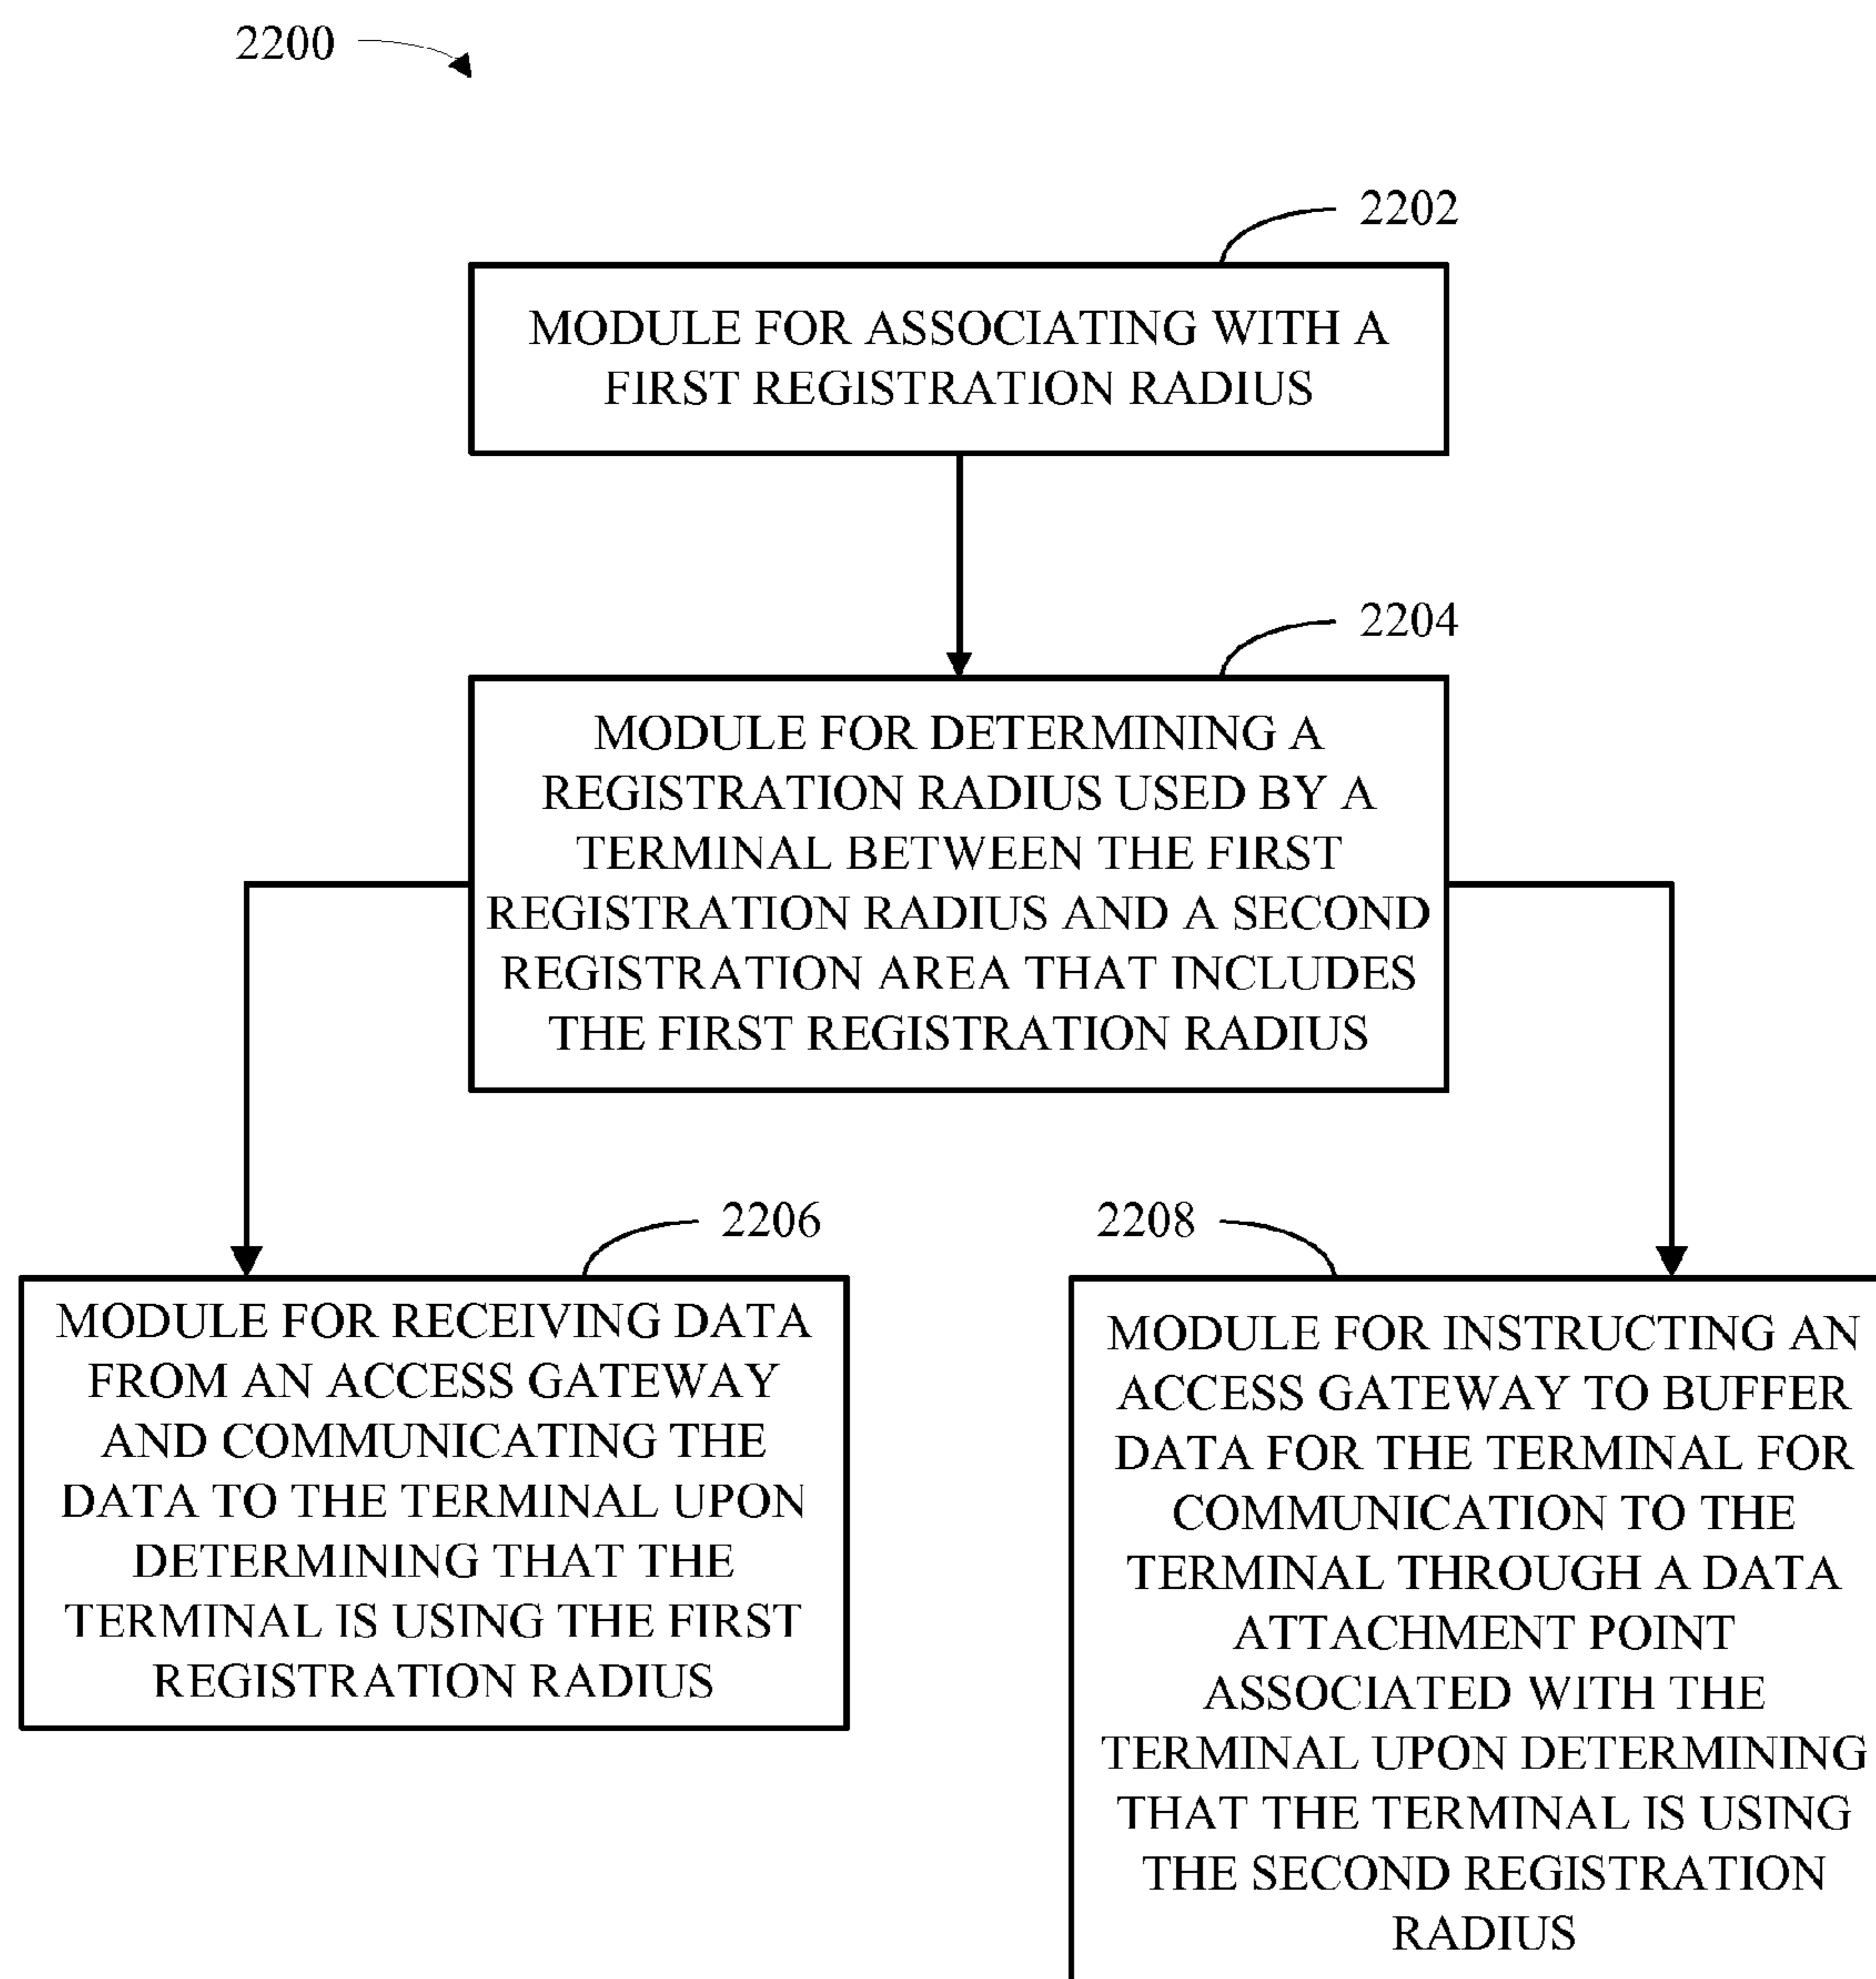 2200
2202
MODULE FOR ASSOCIATING WITH A
FIRST REGISTRATION RADIUS
2204
MODULE FOR DETERMINING A
REGISTRATION RADIUS USED BY A
TERMINAL BETWEEN THE FIRST
REGISTRATION RADIUS AND A SECOND
REGISTRATION AREA THAT INCLUDES
THE FIRST REGISTRATION RADIUS
2206
MODULE FOR RECEIVING DATA
FROM AN ACCESS GATEWAY
AND COMMUNICATING THE
DATA TO THE TERMINAL UPON
DETERMINING THAT THE
TERMINAL IS USING THE FIRST
REGISTRATION RADIUS
2208
MODULE FOR INSTRUCTING AN
ACCESS GATEWAY TO BUFFER
DATA FOR THE TERMINAL FOR
COMMUNICATION TO THE
TERMINAL THROUGH A DATA
ATTACHMENT POINT
ASSOCIATED WITH THE
TERMINAL UPON DETERMINING
THAT THE TERMINAL IS USING
THE SECOND REGISTRATION
RADIUS